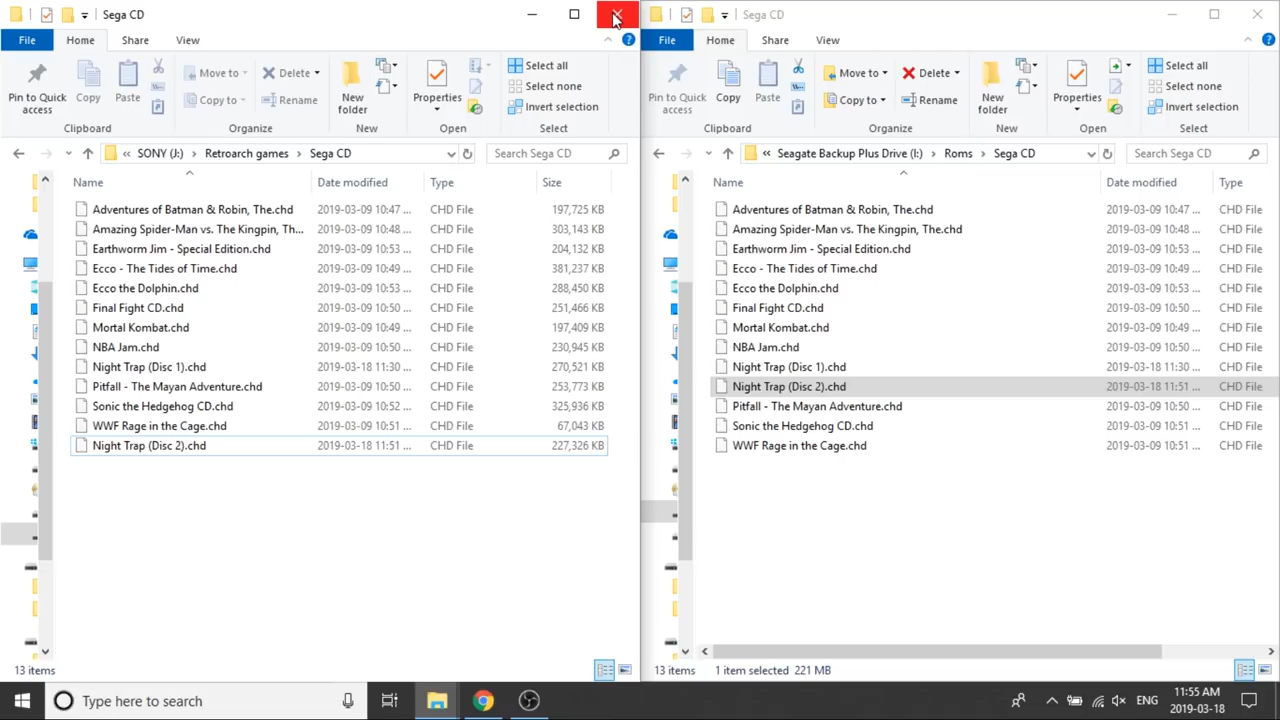 Sega CD
File Home Share View
Pin to Quick access
Copy
Paste
Clipboard
Move to
Copy to
Delete
Rename
Organize
New folder
New
Properties
Open
Select all
Select none
Invert selection
Select
« SONY (J:) › Retroarch games › Sega CD
Search Sega CD
Name Date modified Type Size
Adventures of Batman & Robin, The.chd 2019-03-09 10:47 ... CHD File 197,725 KB
Amazing Spider-Man vs. The Kingpin, Th... 2019-03-09 10:48 ... CHD File 303,143 KB
Earthworm Jim - Special Edition.chd 2019-03-09 10:53 ... CHD File 204,132 KB
Ecco - The Tides of Time.chd 2019-03-09 10:49 ... CHD File 381,237 KB
Ecco the Dolphin.chd 2019-03-09 10:53 ... CHD File 288,450 KB
Final Fight CD.chd 2019-03-09 10:53 ... CHD File 251,466 KB
Mortal Kombat.chd 2019-03-09 10:49 ... CHD File 197,409 KB
NBA Jam.chd 2019-03-09 10:50 ... CHD File 230,945 KB
Night Trap (Disc 1).chd 2019-03-18 11:30 ... CHD File 270,521 KB
Pitfall - The Mayan Adventure.chd 2019-03-09 10:50 ... CHD File 253,773 KB
Sonic the Hedgehog CD.chd 2019-03-09 10:52 ... CHD File 325,936 KB
WWF Rage in the Cage.chd 2019-03-09 10:51 ... CHD File 67,043 KB
Night Trap (Disc 2).chd 2019-03-18 11:51 ... CHD File 227,326 KB
13 items
Sega CD
File Home Share View
Pin to Quick access
Copy
Paste
Clipboard
Move to
Copy to
Delete
Rename
Organize
New folder
New
Properties
Open
Select all
Select none
Invert selection
Select
« Seagate Backup Plus Drive (I:) › Roms › Sega CD
Search Sega CD
Name Date modified Type
Adventures of Batman & Robin, The.chd 2019-03-09 10:47 ... CHD File
Amazing Spider-Man vs. The Kingpin, The.chd 2019-03-09 10:48 ... CHD File
Earthworm Jim - Special Edition.chd 2019-03-09 10:53 ... CHD File
Ecco - The Tides of Time.chd 2019-03-09 10:49 ... CHD File
Ecco the Dolphin.chd 2019-03-09 10:53 ... CHD File
Final Fight CD.chd 2019-03-09 10:53 ... CHD File
Mortal Kombat.chd 2019-03-09 10:49 ... CHD File
NBA Jam.chd 2019-03-09 10:50 ... CHD File
Night Trap (Disc 1).chd 2019-03-18 11:30 ... CHD File
Night Trap (Disc 2).chd 2019-03-18 11:51 ... CHD File
Pitfall - The Mayan Adventure.chd 2019-03-09 10:50 ... CHD File
Sonic the Hedgehog CD.chd 2019-03-09 10:51 ... CHD File
WWF Rage in the Cage.chd 2019-03-09 10:51 ... CHD File
13 items 1 item selected 221 MB
Type here to search
ENG
11:55 AM
2019-03-18